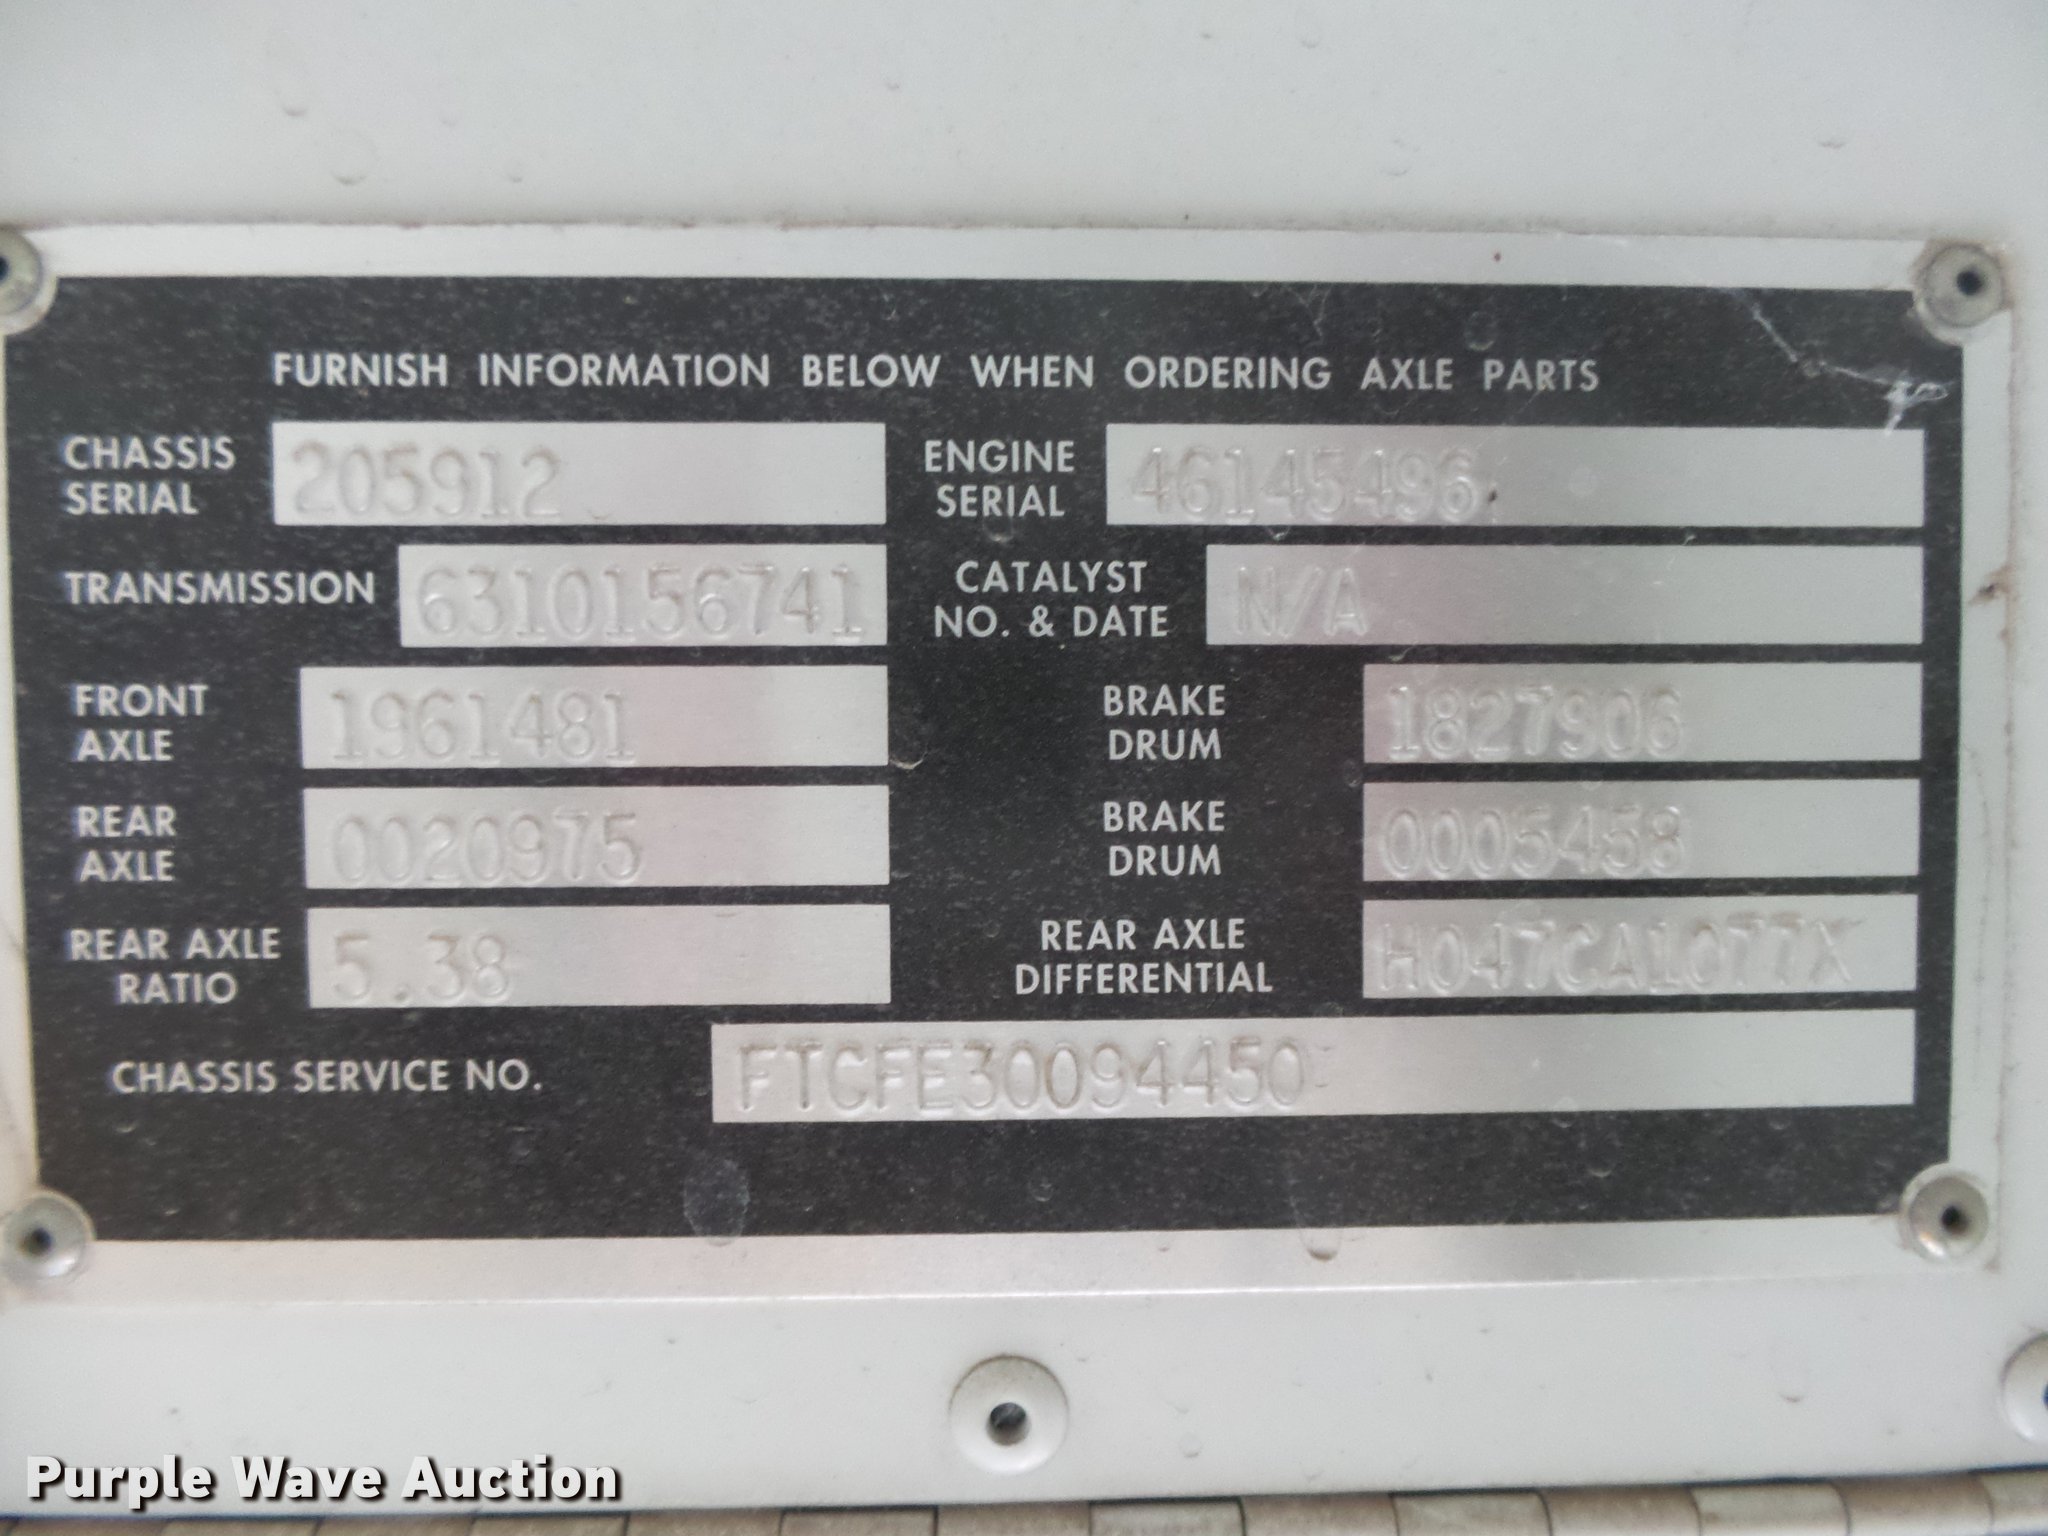 FURNISH INFORMATION BELOW WHEN ORDERING AXLE PARTS
CHASSIS SERIAL 205912 ENGINE SERIAL 46145496
TRANSMISSION 6310156741 CATALYST NO. & DATE N/A
FRONT AXLE 1961481 BRAKE DRUM 1827906
REAR AXLE 0020975 BRAKE DRUM 0005458
REAR AXLE RATIO 5.38 REAR AXLE DIFFERENTIAL H047CA10T7X
CHASSIS SERVICE NO. FTCFE30094450
Purple Wave Auction